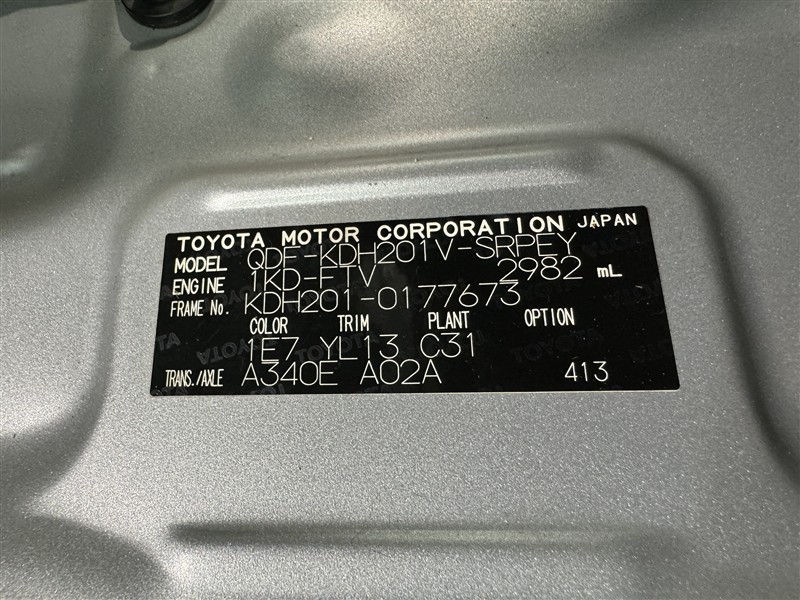 TOYOTA MOTOR CORPORATION JAPAN
MODEL QDF-KDH201V-SRPEY
ENGINE 1KD-FTV 2982 mL
FRAME No. KDH201-0177673
COLOR TRIM PLANT OPTION
1E7 YL13 C31
TRANS./AXLE A340E A02A 413